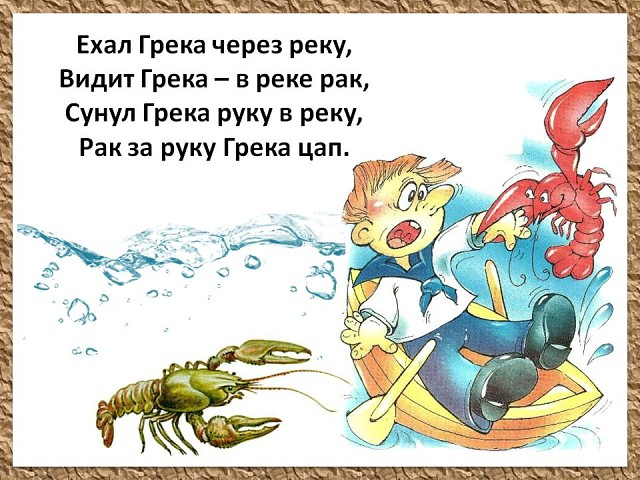 Ехал Грека через реку,
Видит Грека – в реке рак,
Сунул Грека руку в реку,
Рак за руку Грека цап.